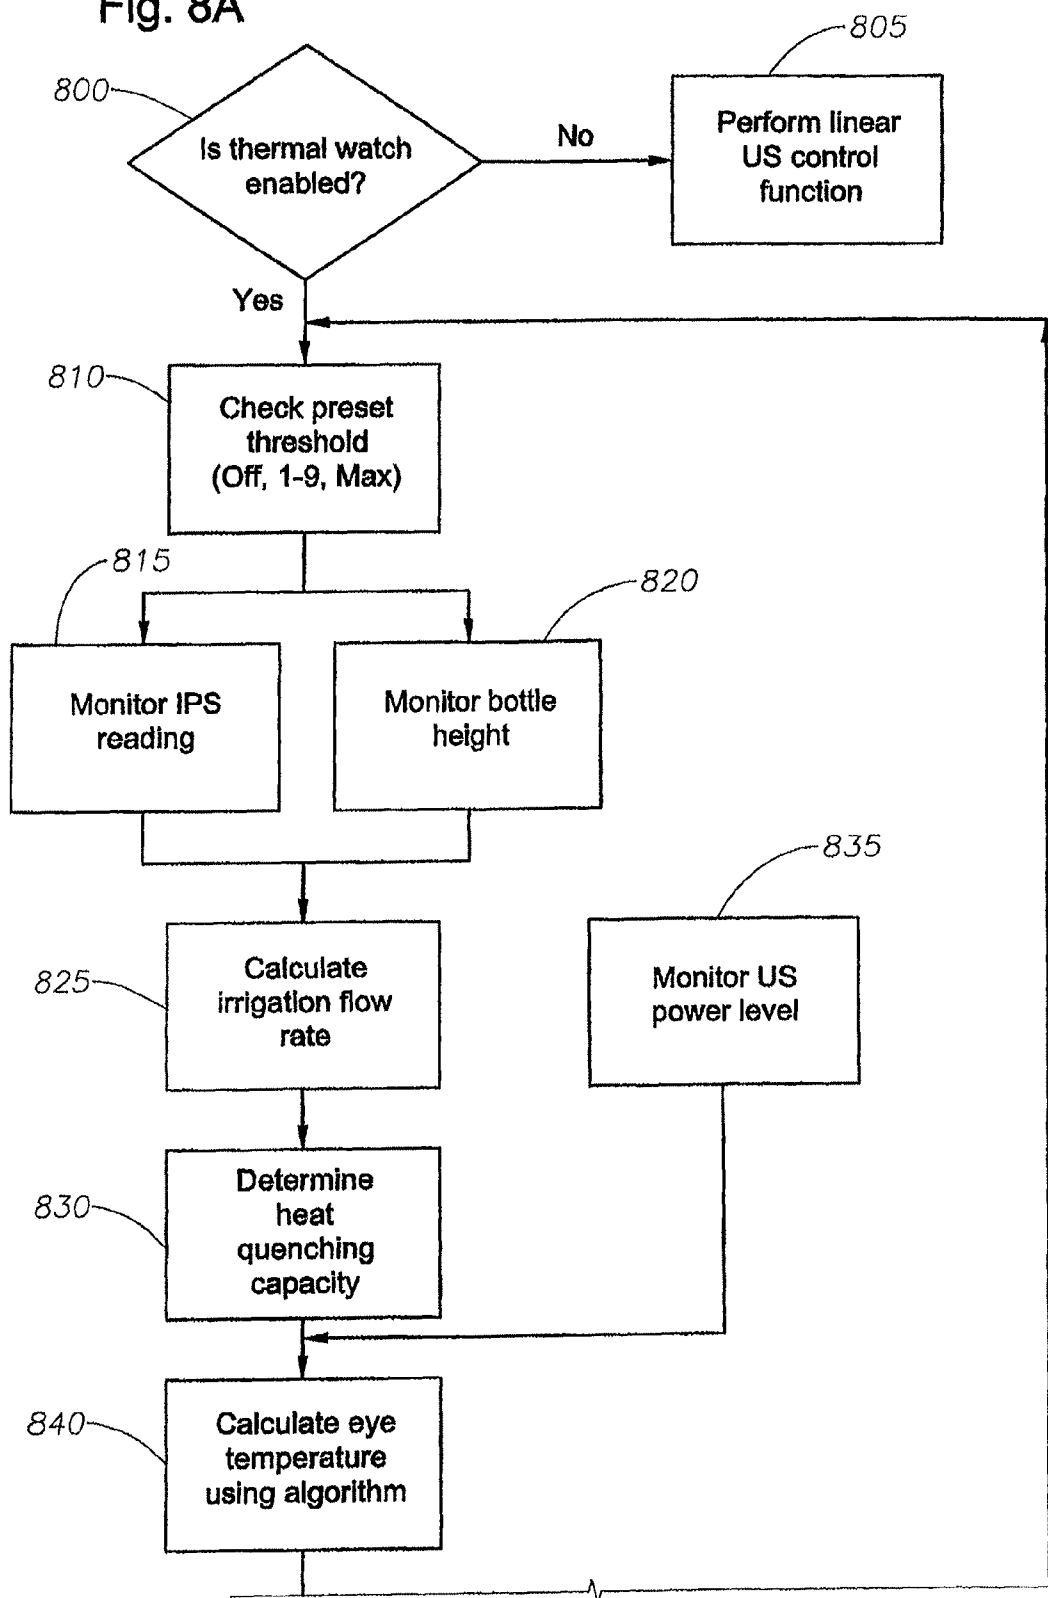 Fig. 8A
805
800
Is thermal watch
enabled?
No
Perform linear
US control
function
Yes
810
Check preset
threshold
(Off, 1-9, Max)
815
820
Monitor IPS
reading
Monitor bottle
height
835
825
Calculate
irrigation flow
rate
Monitor US
power level
830
Determine
heat
quenching
capacity
840
Calculate eye
temperature
using algorithm